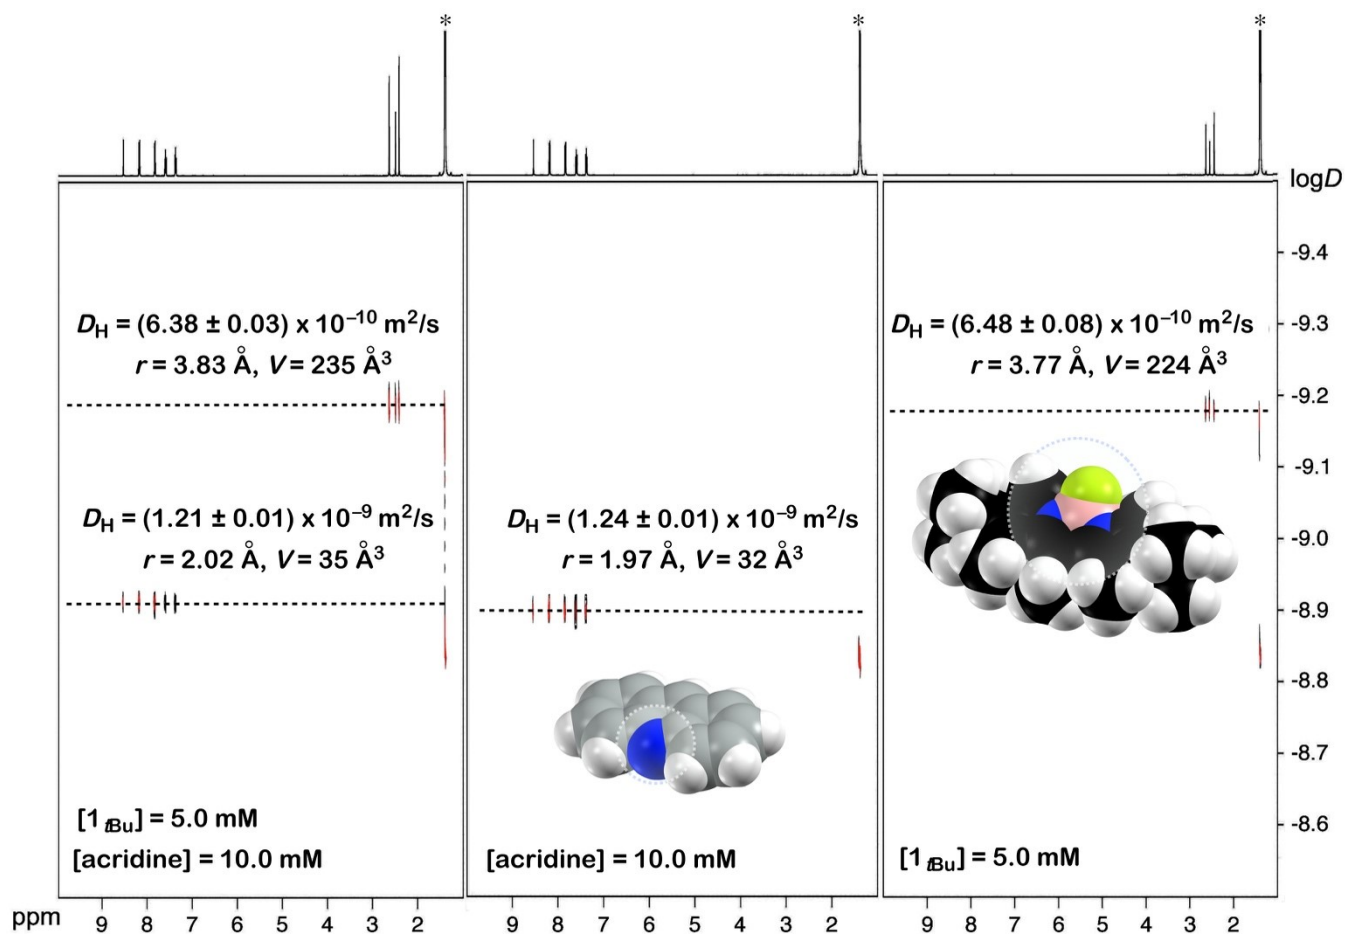 * * *
logD
-9.4
-9.3
-9.2
-9.1
-9.0
-8.9
-8.8
-8.7
-8.6
D_H = (6.38 ± 0.03) x 10⁻¹⁰ m²/s
r = 3.83 Å, V = 235 Å³
D_H = (1.21 ± 0.01) x 10⁻⁹ m²/s
r = 2.02 Å, V = 35 Å³
[1 tBu] = 5.0 mM
[acridine] = 10.0 mM
D_H = (1.24 ± 0.01) x 10⁻⁹ m²/s
r = 1.97 Å, V = 32 Å³
[acridine] = 10.0 mM
D_H = (6.48 ± 0.08) x 10⁻¹⁰ m²/s
r = 3.77 Å, V = 224 Å³
[1 tBu] = 5.0 mM
ppm 9 8 7 6 5 4 3 2 9 8 7 6 5 4 3 2 9 8 7 6 5 4 3 2